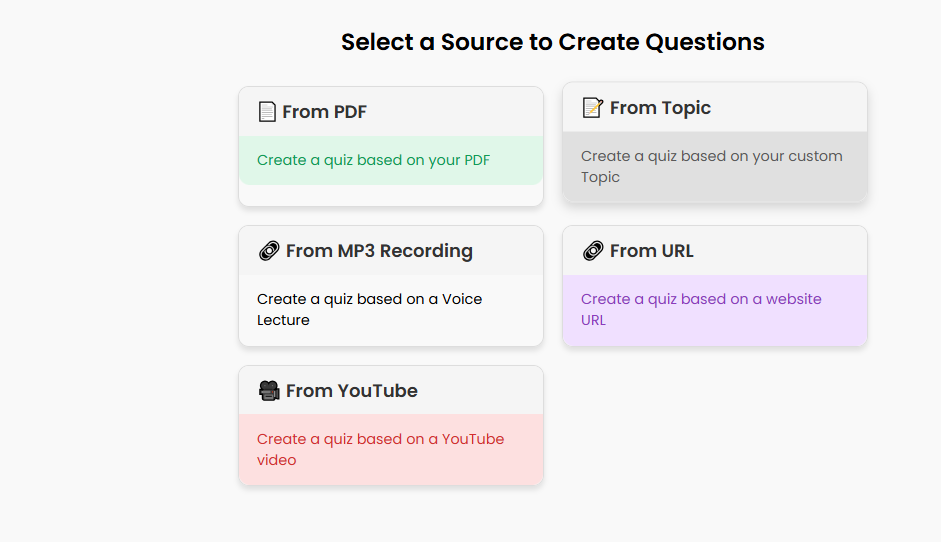 Select a Source to Create Questions
From PDF
Create a quiz based on your PDF
From Topic
Create a quiz based on your custom
Topic
From MP3 Recording
Create a quiz based on a Voice
Lecture
From URL
Create a quiz based on a website
URL
From YouTube
Create a quiz based on a YouTube
video